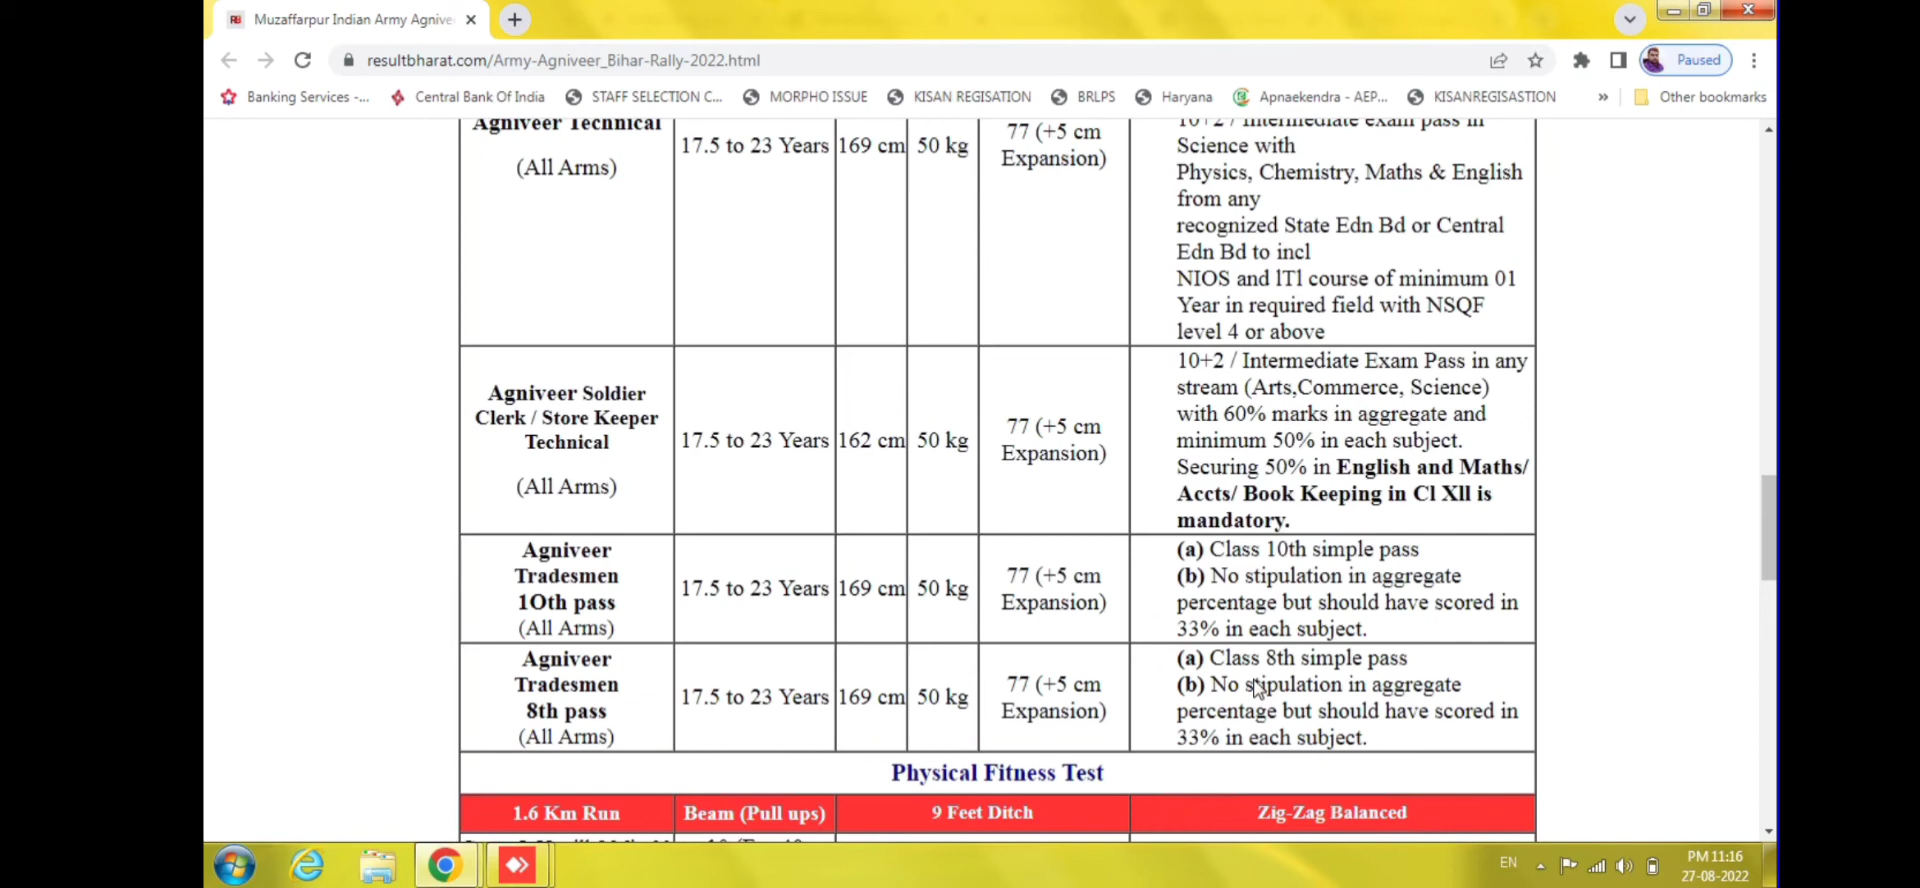 Muzaffarpur Indian Army Agnive
resultbharat.com/Army-Agniveer_Bihar-Rally-2022.html
Paused
Banking Services -...
Central Bank Of India
STAFF SELECTION C...
MORPHO ISSUE
KISAN REGISATION
BRLPS
Haryana
Apnaekendra - AEP...
KISANREGISASTION
»
Other bookmarks
Agniveer Technical
(All Arms)
17.5 to 23 Years
169 cm
50 kg
77 (+5 cm
Expansion)
10+2 / Intermediate exam pass in
Science with
Physics, Chemistry, Maths & English
from any
recognized State Edn Bd or Central
Edn Bd to incl
NIOS and lTl course of minimum 01
Year in required field with NSQF
level 4 or above
Agniveer Soldier
Clerk / Store Keeper
Technical
(All Arms)
17.5 to 23 Years
162 cm
50 kg
77 (+5 cm
Expansion)
10+2 / Intermediate Exam Pass in any
stream (Arts,Commerce, Science)
with 60% marks in aggregate and
minimum 50% in each subject.
Securing 50% in English and Maths/
Accts/ Book Keeping in Cl Xll is
mandatory.
Agniveer
Tradesmen
1Oth pass
(All Arms)
17.5 to 23 Years
169 cm
50 kg
77 (+5 cm
Expansion)
(a) Class 10th simple pass
(b) No stipulation in aggregate
percentage but should have scored in
33% in each subject.
Agniveer
Tradesmen
8th pass
(All Arms)
17.5 to 23 Years
169 cm
50 kg
77 (+5 cm
Expansion)
(a) Class 8th simple pass
(b) No stipulation in aggregate
percentage but should have scored in
33% in each subject.
Physical Fitness Test
1.6 Km Run
Beam (Pull ups)
9 Feet Ditch
Zig-Zag Balanced
EN
PM 11:16
27-08-2022